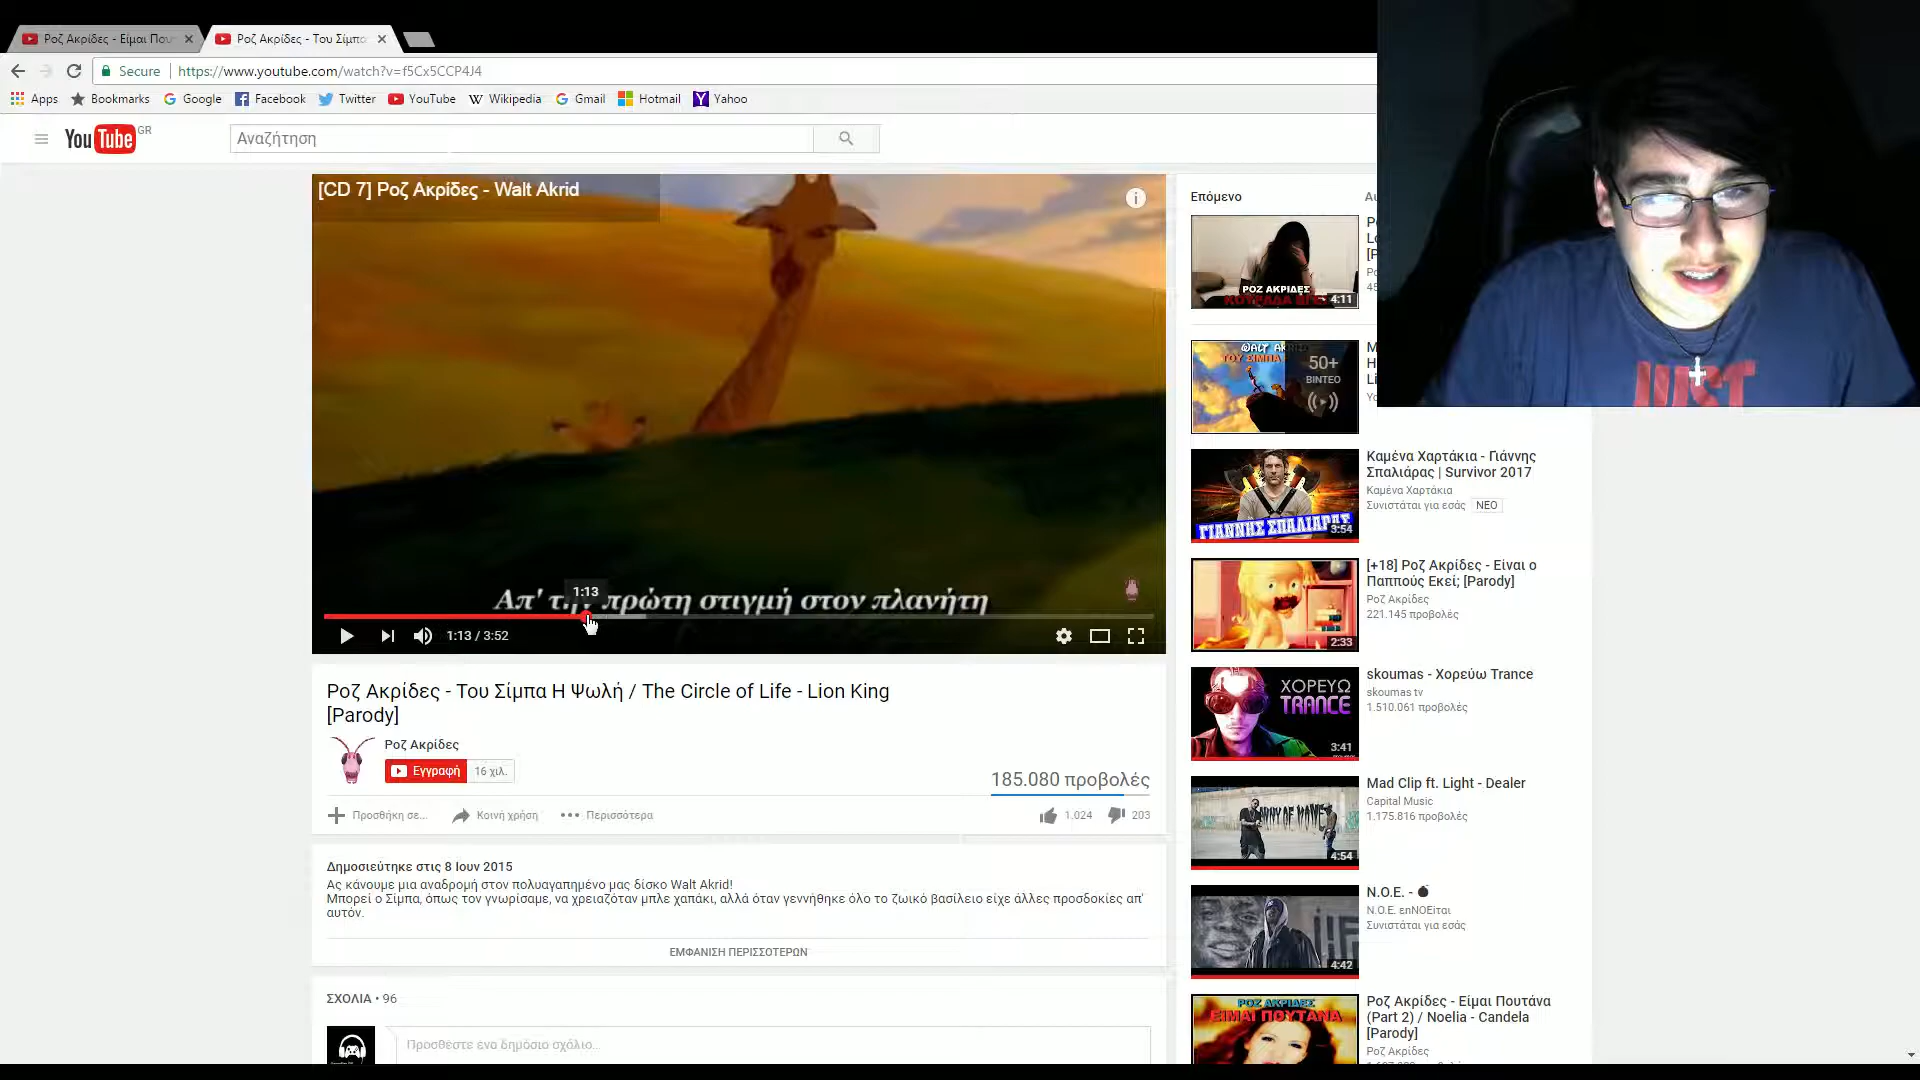 Ροζ Ακρίδες - Είμαι Που
Ροζ Ακρίδες - Του Σίμπα
Secure
https://www.youtube.com/watch?v=f5Cx5CCP4J4
Apps
Bookmarks
Google
Facebook
Twitter
YouTube
Wikipedia
Gmail
Hotmail
Yahoo
YouTube GR
Αναζήτηση
[CD 7] Ροζ Ακρίδες - Walt Akrid
Απ' την πρώτη στιγμή στον πλανήτη
1:13
1:13 / 3:52
Ροζ Ακρίδες - Του Σίμπα Η Ψωλή / The Circle of Life - Lion King
[Parody]
Ροζ Ακρίδες
Εγγραφή
16 χιλ.
185.080 προβολές
Προσθήκη σε...
Κοινή χρήση
Περισσότερα
1.024
203
Δημοσιεύτηκε στις 8 Ιουν 2015
Ας κάνουμε μια αναδρομή στον πολυαγαπημένο μας δίσκο Walt Akrid!
Μπορεί ο Σίμπα, όπως τον γνωρίσαμε, να χρειαζόταν μπλε χαπάκι, αλλά όταν γεννήθηκε όλο το ζωικό βασίλειο είχε άλλες προσδοκίες απ'
αυτόν.
ΕΜΦΑΝΙΣΗ ΠΕΡΙΣΣΟΤΕΡΩΝ
ΣΧΟΛΙΑ • 96
Προσθέστε ένα δημόσιο σχόλιο...
Επόμενο
ΡΟΖ ΑΚΡΙΔΕΣ
4:11
ΤΟΥ ΣΙΜΠΑ
50+
ΒΙΝΤΕΟ
ΓΙΑΝΝΗΣ ΣΠΑΛΙΑΡΑΣ
3:54
Καμένα Χαρτάκια - Γιάννης
Σπαλιάρας | Survivor 2017
Καμένα Χαρτάκια
Συνιστάται για εσάς
ΝΕΟ
2:33
[+18] Ροζ Ακρίδες - Είναι ο
Παππούς Εκεί; [Parody]
Ροζ Ακρίδες
221.145 προβολές
ΧΟΡΕΥΩ
TRANCE
3:41
skoumas - Χορεύω Trance
skoumas tv
1.510.061 προβολές
4:54
Mad Clip ft. Light - Dealer
Capital Music
1.175.816 προβολές
4:42
N.O.E. - 💣
N.O.E. επNOEίται
Συνιστάται για εσάς
ΡΟΖ ΑΚΡΙΔΕΣ
ΕΙΜΑΙ ΠΟΥΤΑΝΑ
Ροζ Ακρίδες - Είμαι Πουτάνα
(Part 2) / Noelia - Candela
[Parody]
Ροζ Ακρίδες
JUST